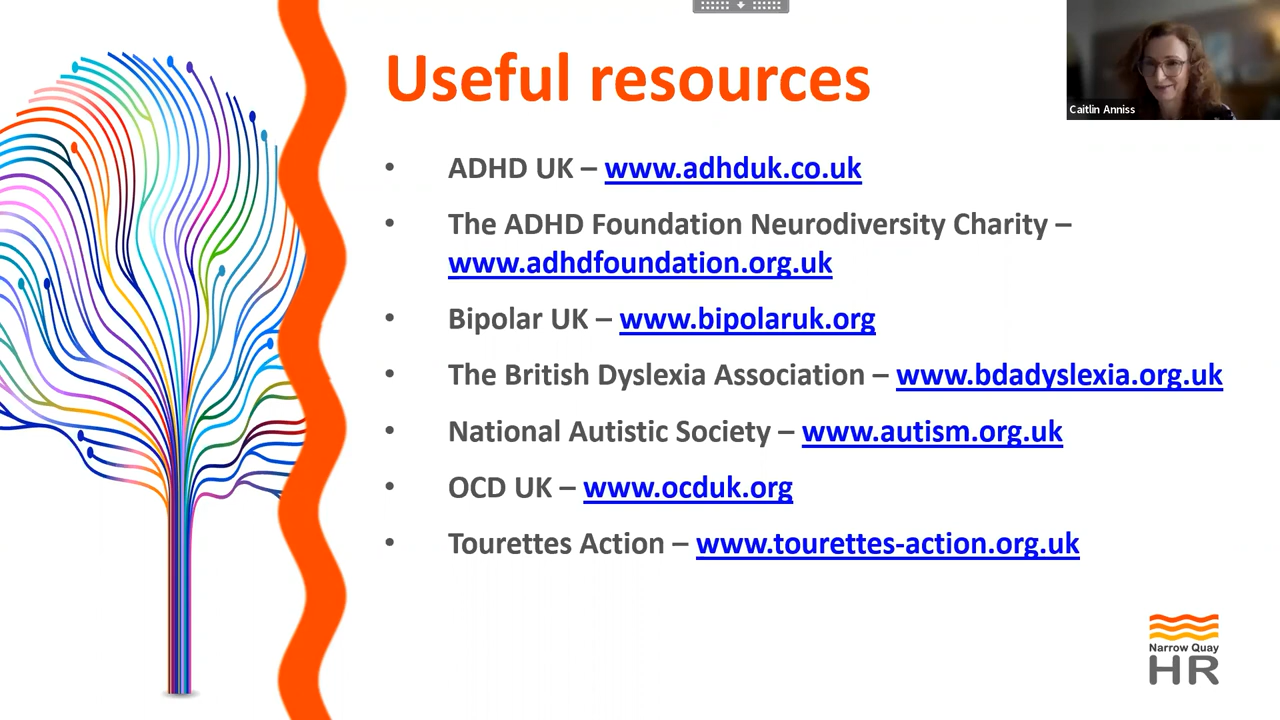 Useful resources
Caitlin Anniss
• ADHD UK – www.adhduk.co.uk
• The ADHD Foundation Neurodiversity Charity –
www.adhdfoundation.org.uk
• Bipolar UK – www.bipolaruk.org
• The British Dyslexia Association – www.bdadyslexia.org.uk
• National Autistic Society – www.autism.org.uk
• OCD UK – www.ocduk.org
• Tourettes Action – www.tourettes-action.org.uk
Narrow Quay
HR